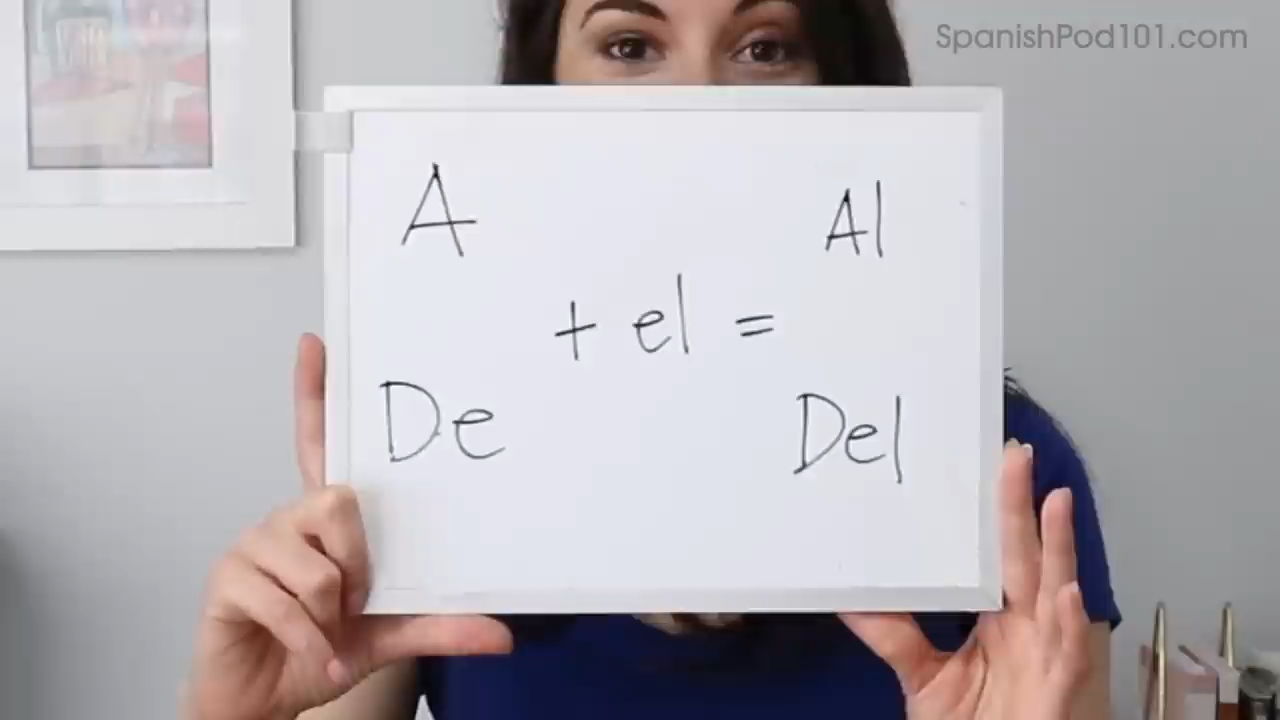 SpanishPod101.com
A Al
+ el =
De Del